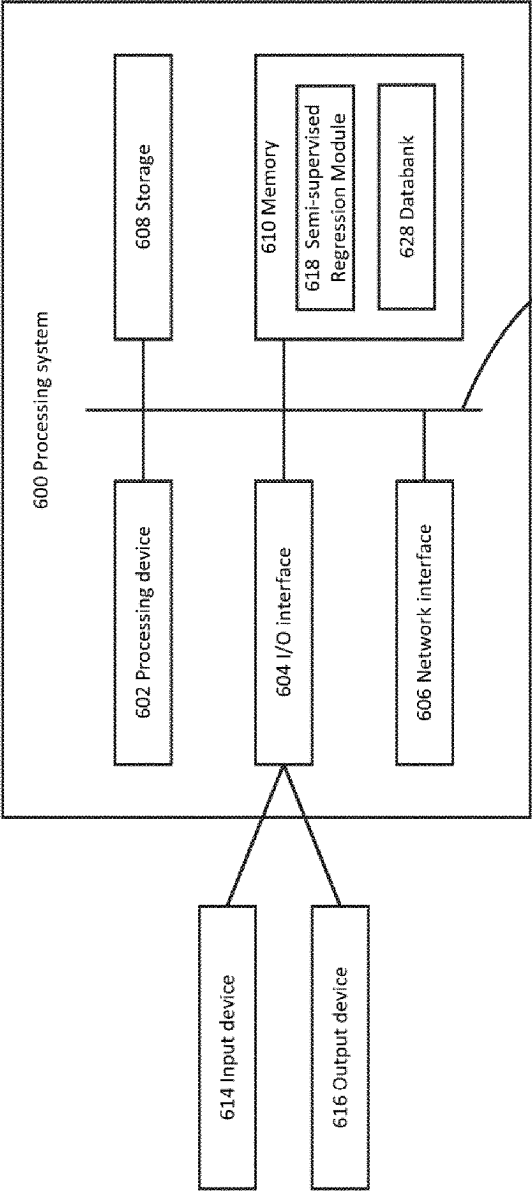 600 Processing system
614 Input device
616 Output device
602 Processing device
604 I/O interface
606 Network interface
608 Storage
610 Memory
618  Semi-supervised
Regression Module
628 Databank